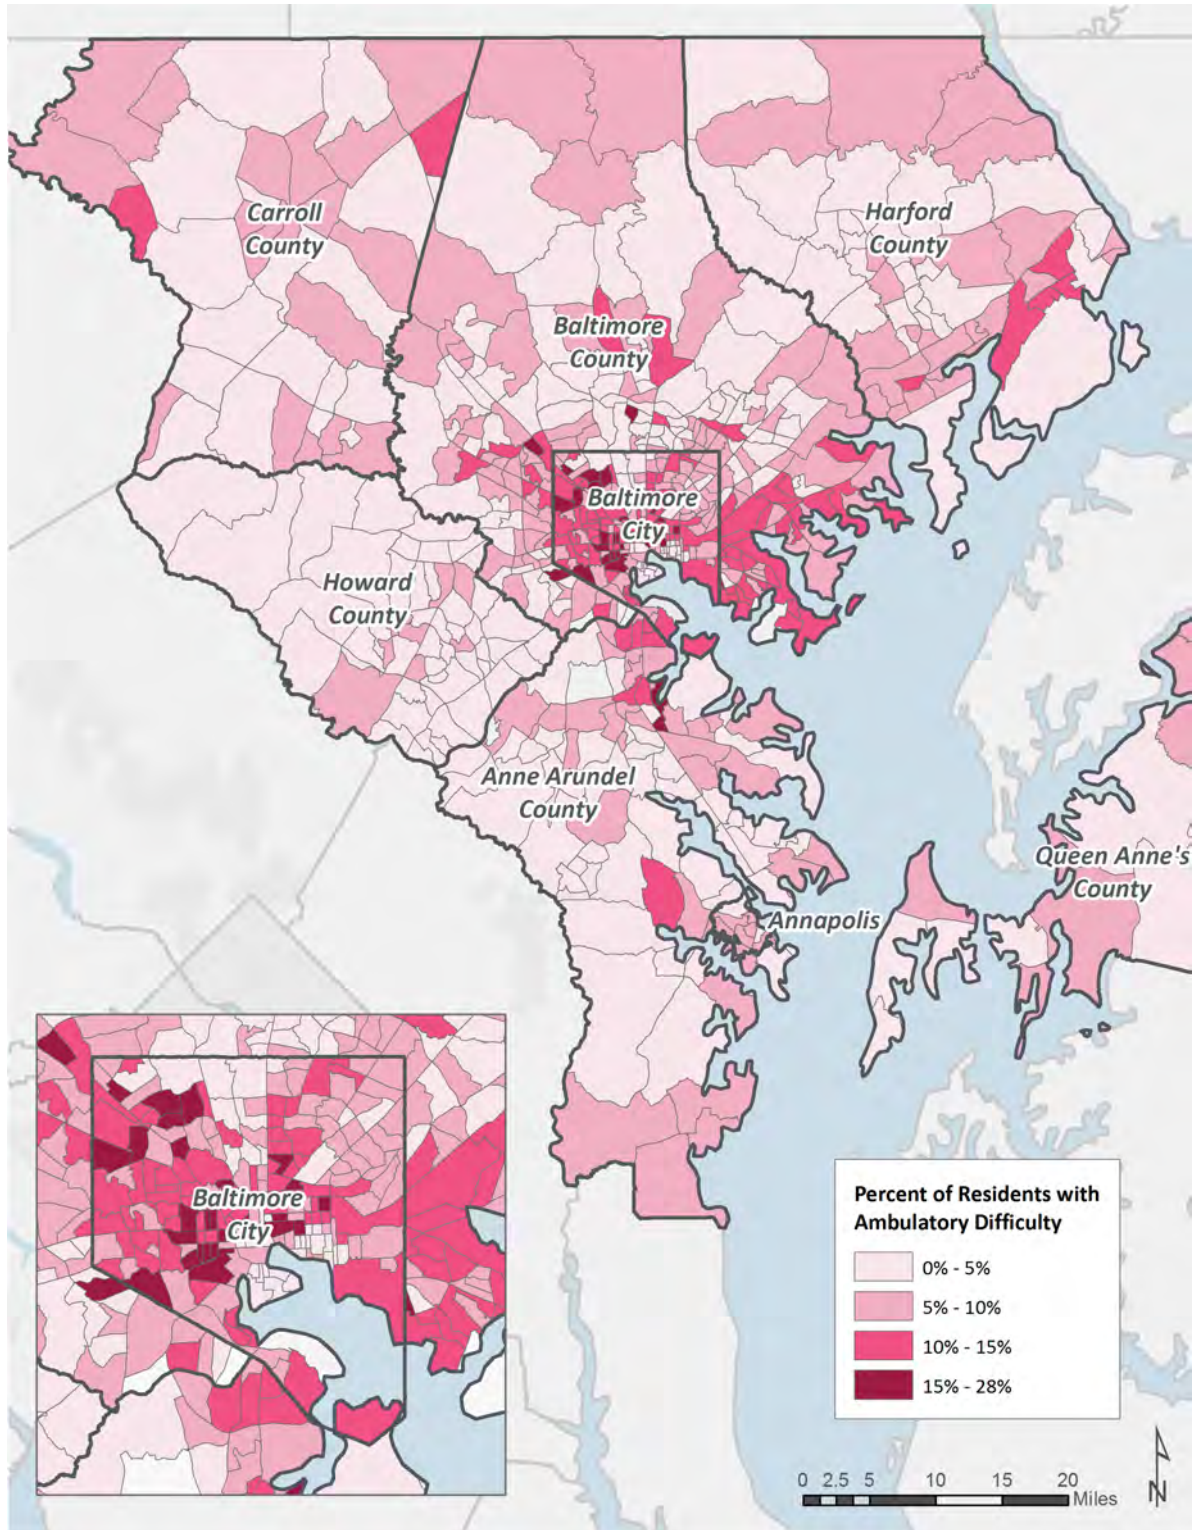 Carroll
County
Harford
County
Baltimore
County
Baltimore
City
Howard
County
Anne Arundel
County
Queen Anne's
County
Annapolis
Baltimore
City
Percent of Residents with
Ambulatory Difficulty
0% - 5%
5% - 10%
10% - 15%
15% - 28%
0 2.5 5 10 15 20
Miles
N